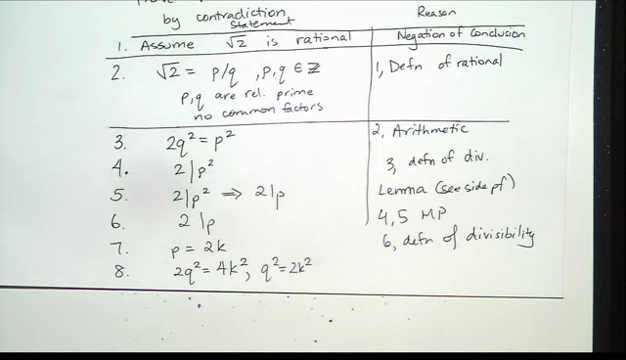 by contradiction
Statement
Reason
1. Assume √2 is rational
Negation of Conclusion
2. √2 = p/q , p,q ∈ ℤ
1, Defn of rational
p,q are rel. prime
no common factors
3. 2q² = p²
2, Arithmetic
4. 2|p²
3, defn of div.
5. 2|p² ⟹ 2|p
Lemma (see side pf)
6. 2|p
4,5 MP
7. p = 2k
6, defn of divisibility
8. 2q² = 4k², q² = 2k²